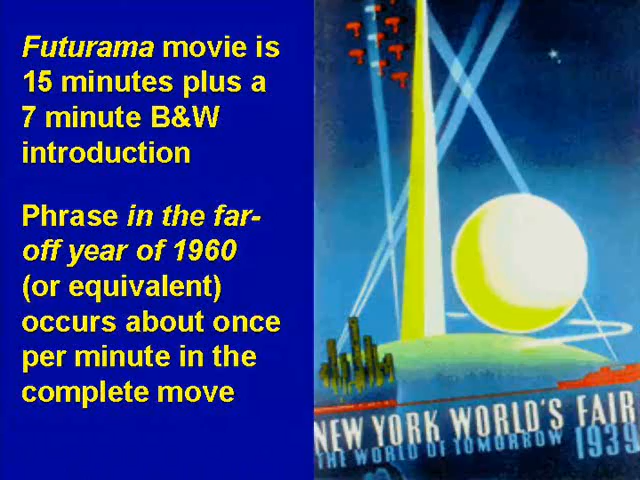 Futurama movie is
15 minutes plus a
7 minute B&W
introduction
Phrase in the far-
off year of 1960
(or equivalent)
occurs about once
per minute in the
complete move
NEW YORK WORLD'S FAIR
THE WORLD OF TOMORROW 1939